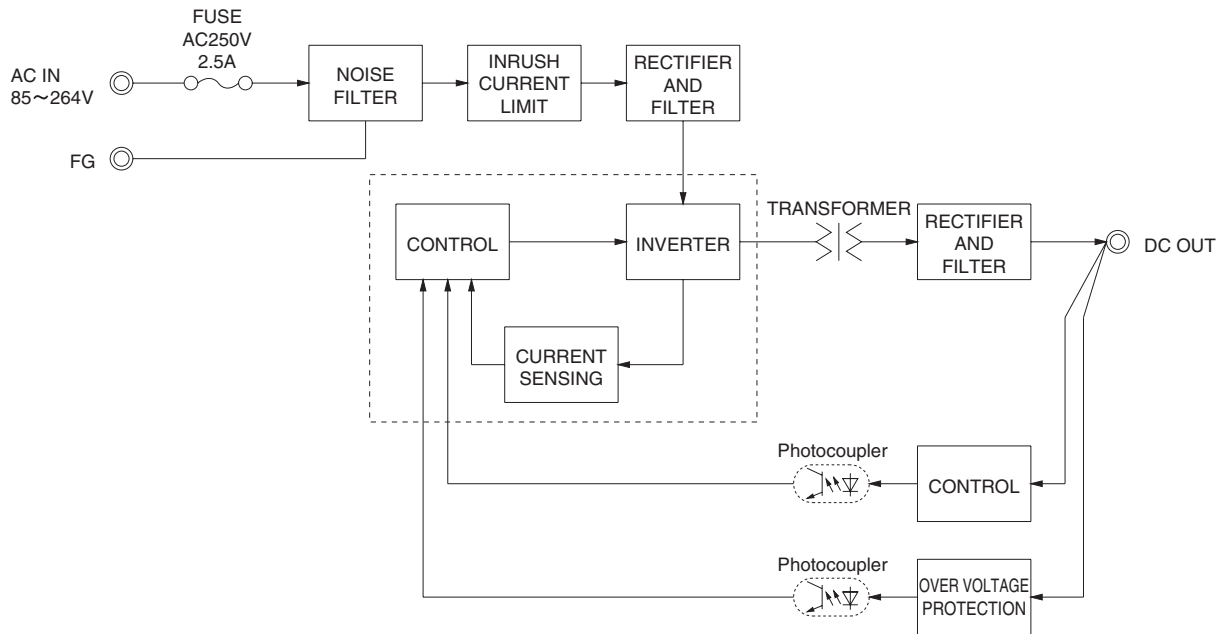 FUSE
AC250V
2.5A
AC IN
85～264V
NOISE
FILTER
INRUSH
CURRENT
LIMIT
RECTIFIER
AND
FILTER
FG
CONTROL
INVERTER
TRANSFORMER
RECTIFIER
AND
FILTER
DC OUT
CURRENT
SENSING
Photocoupler
CONTROL
Photocoupler
OVER VOLTAGE
PROTECTION